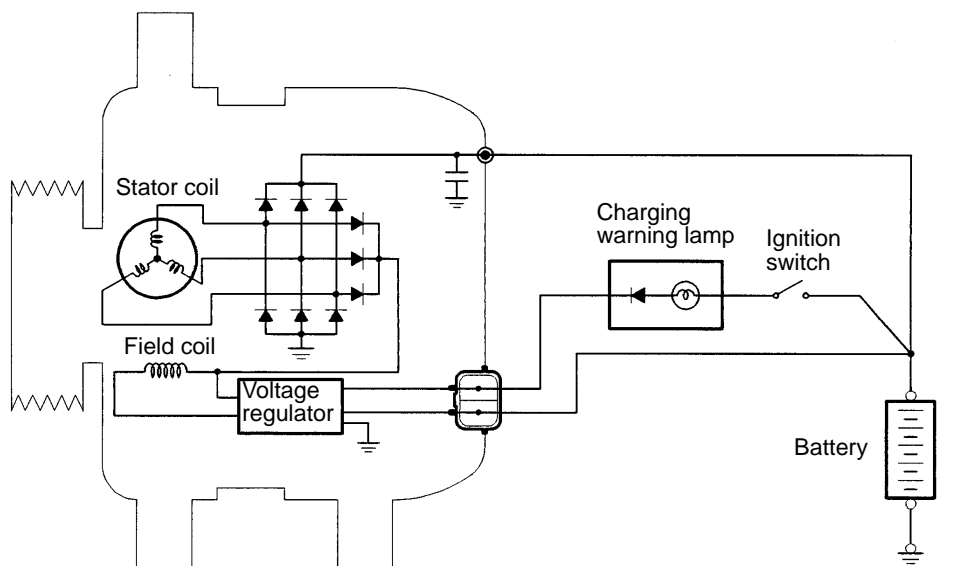 Stator coil
Charging
warning lamp
Ignition
switch
Field coil
Voltage
regulator
Battery